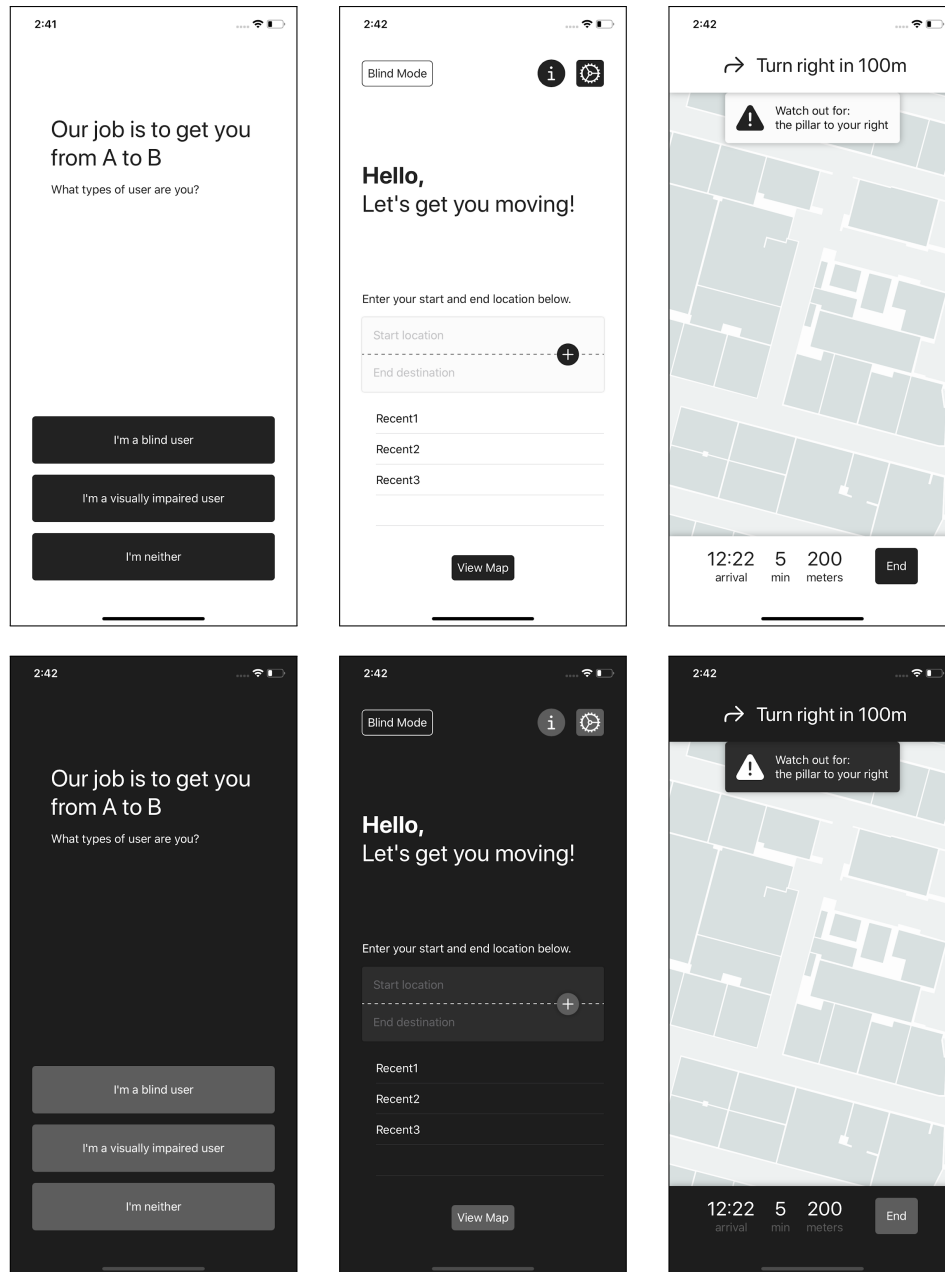 2:41
Our job is to get you
from A to B
What types of user are you?
I'm a blind user
I'm a visually impaired user
I'm neither
2:42
Blind Mode
i
Hello,
Let's get you moving!
Enter your start and end location below.
Start location
+
End destination
Recent1
Recent2
Recent3
View Map
2:42
Turn right in 100m
Watch out for:
the pillar to your right
12:22 5 200
arrival min meters
End
2:42
Our job is to get you
from A to B
What types of user are you?
I'm a blind user
I'm a visually impaired user
I'm neither
2:42
Blind Mode
i
Hello,
Let's get you moving!
Enter your start and end location below.
Start location
+
End destination
Recent1
Recent2
Recent3
View Map
2:42
Turn right in 100m
Watch out for:
the pillar to your right
12:22 5 200
arrival min meters
End